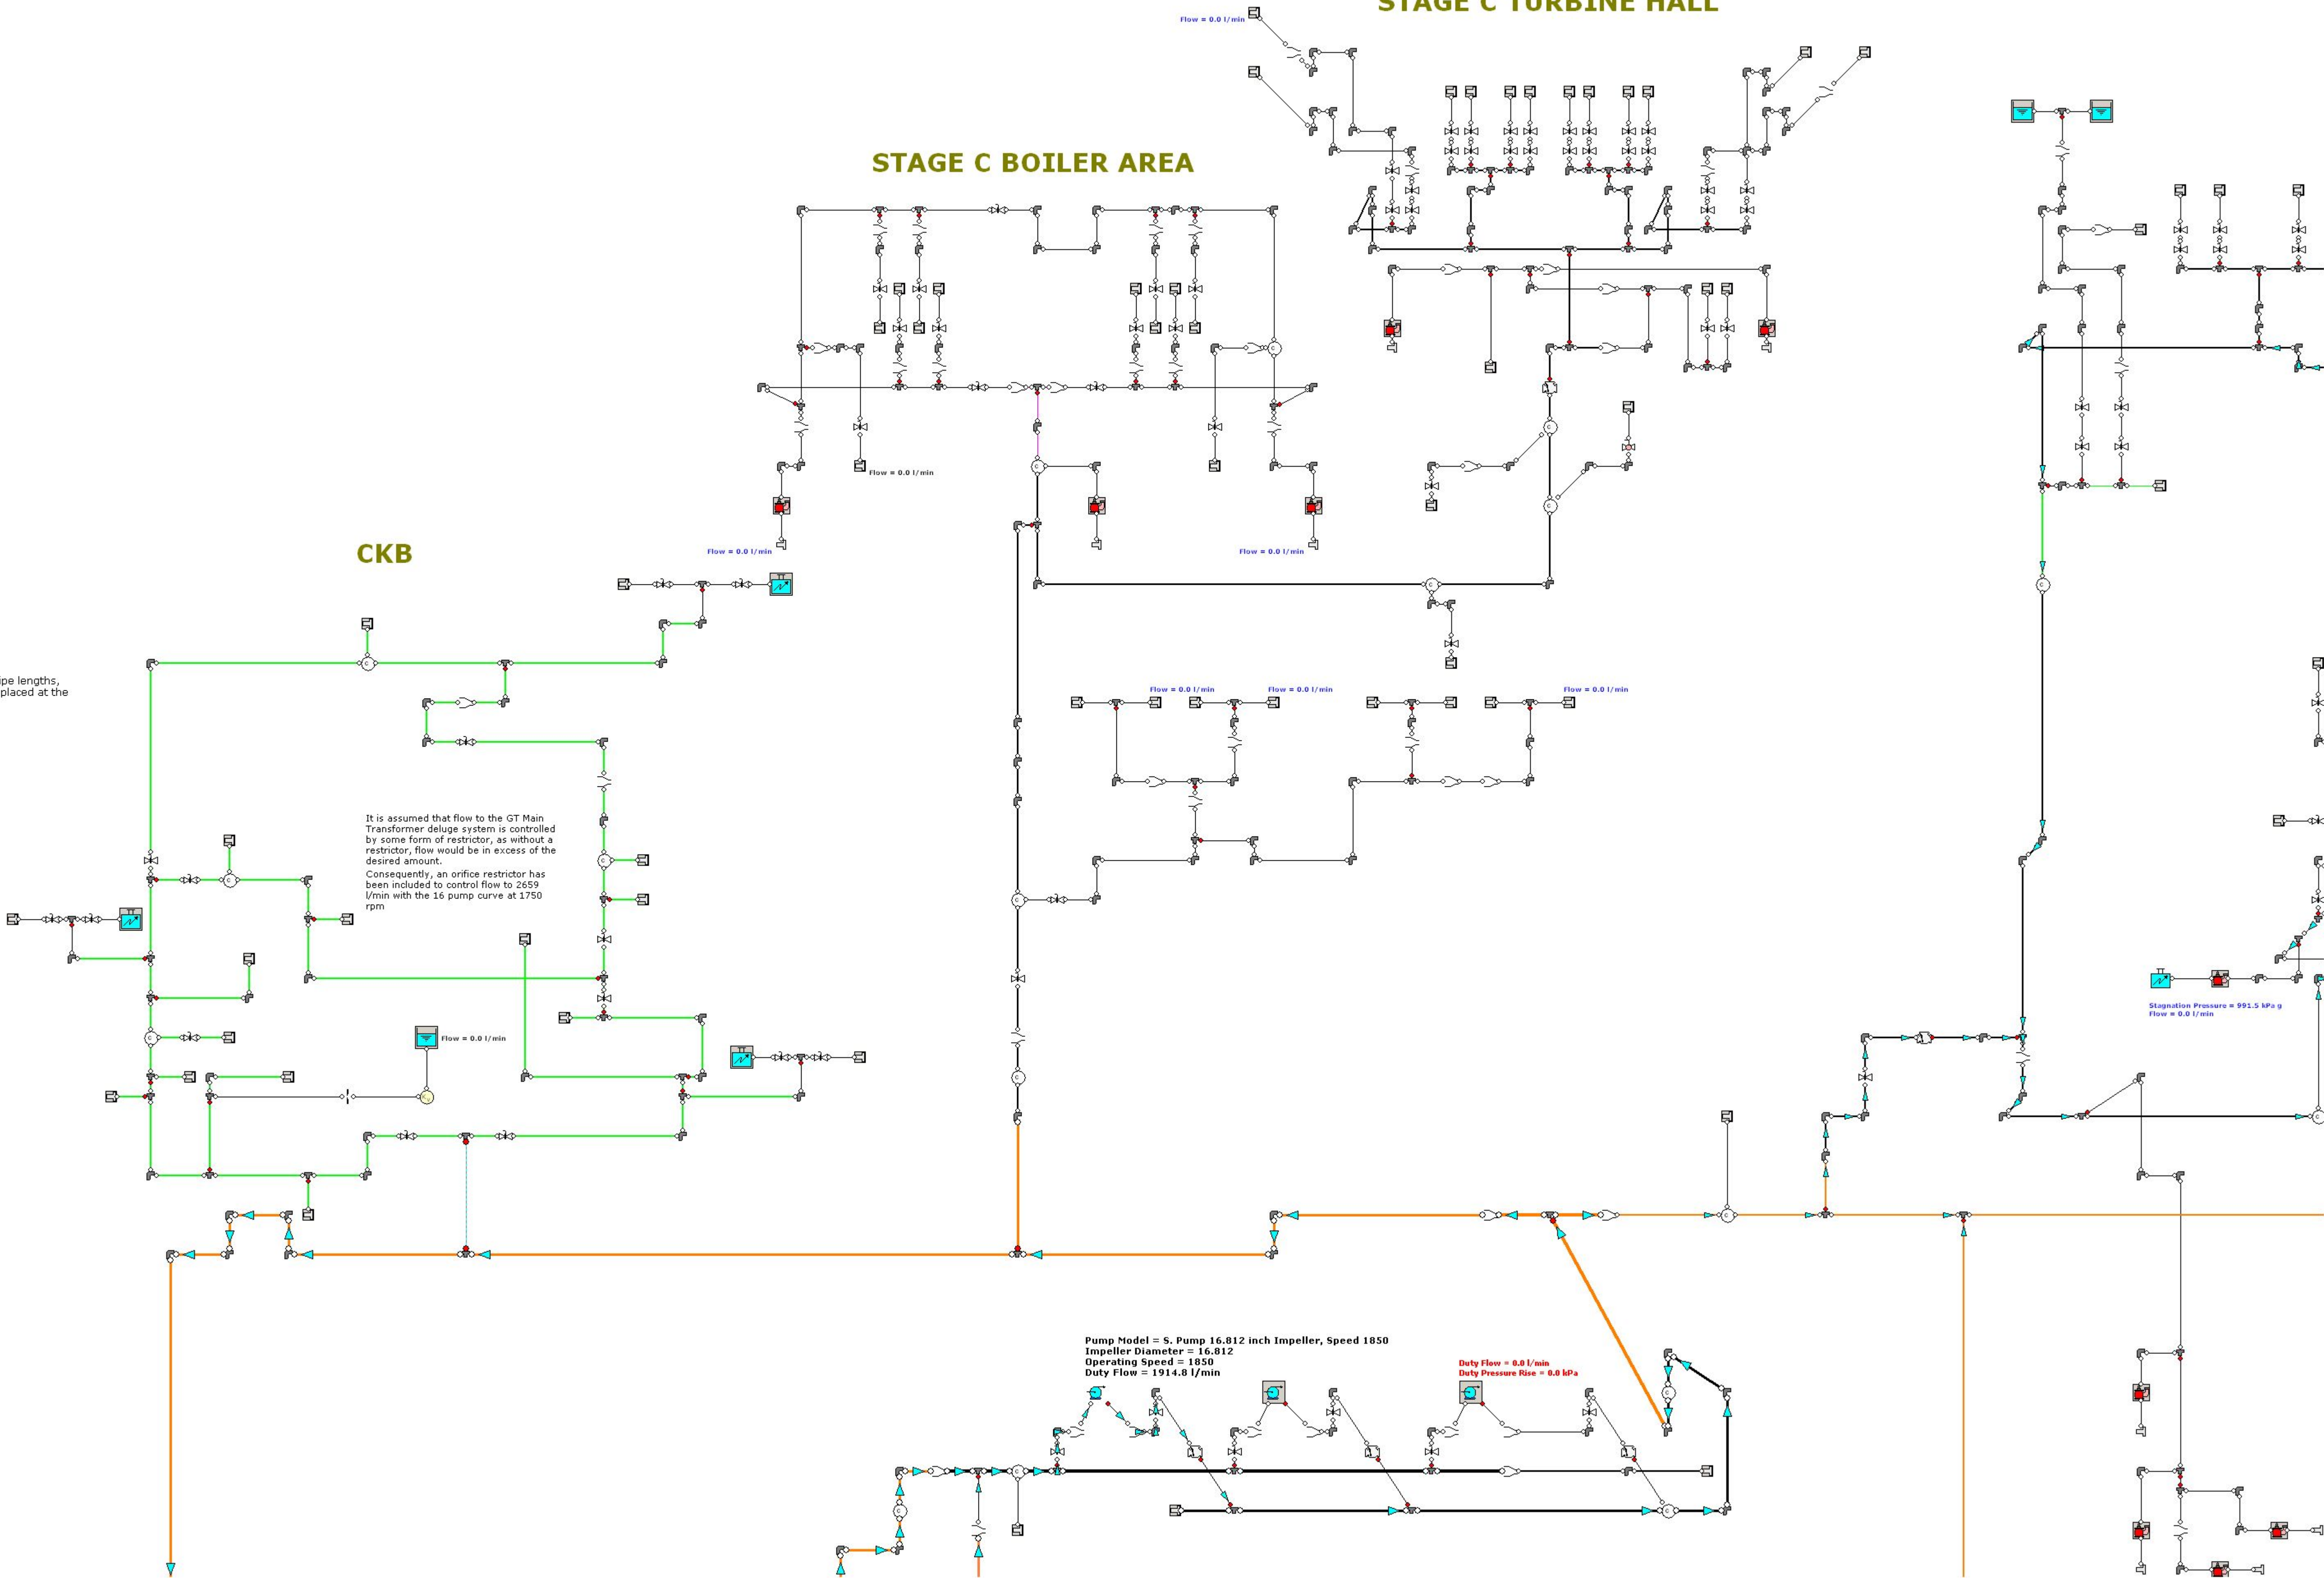 STAGE C TURBINE HALL
Flow = 0.0 l/min
STAGE C BOILER AREA
Flow = 0.0 l/min
CKB
Flow = 0.0 l/min
Flow = 0.0 l/min
ipe lengths,
placed at the
Flow = 0.0 l/min
Flow = 0.0 l/min
Flow = 0.0 l/min
It is assumed that flow to the GT Main
Transformer deluge system is controlled
by some form of restrictor, as without a
restrictor, flow would be in excess of the
desired amount.
Consequently, an orifice restrictor has
been included to control flow to 2659
l/min with the 16 pump curve at 1750
rpm
Stagnation Pressure = 991.5 kPa g
Flow = 0.0 l/min
Flow = 0.0 l/min
Pump Model = S. Pump 16.812 inch Impeller, Speed 1850
Impeller Diameter = 16.812
Operating Speed = 1850
Duty Flow = 1914.8 l/min
Duty Flow = 0.0 l/min
Duty Pressure Rise = 0.0 kPa